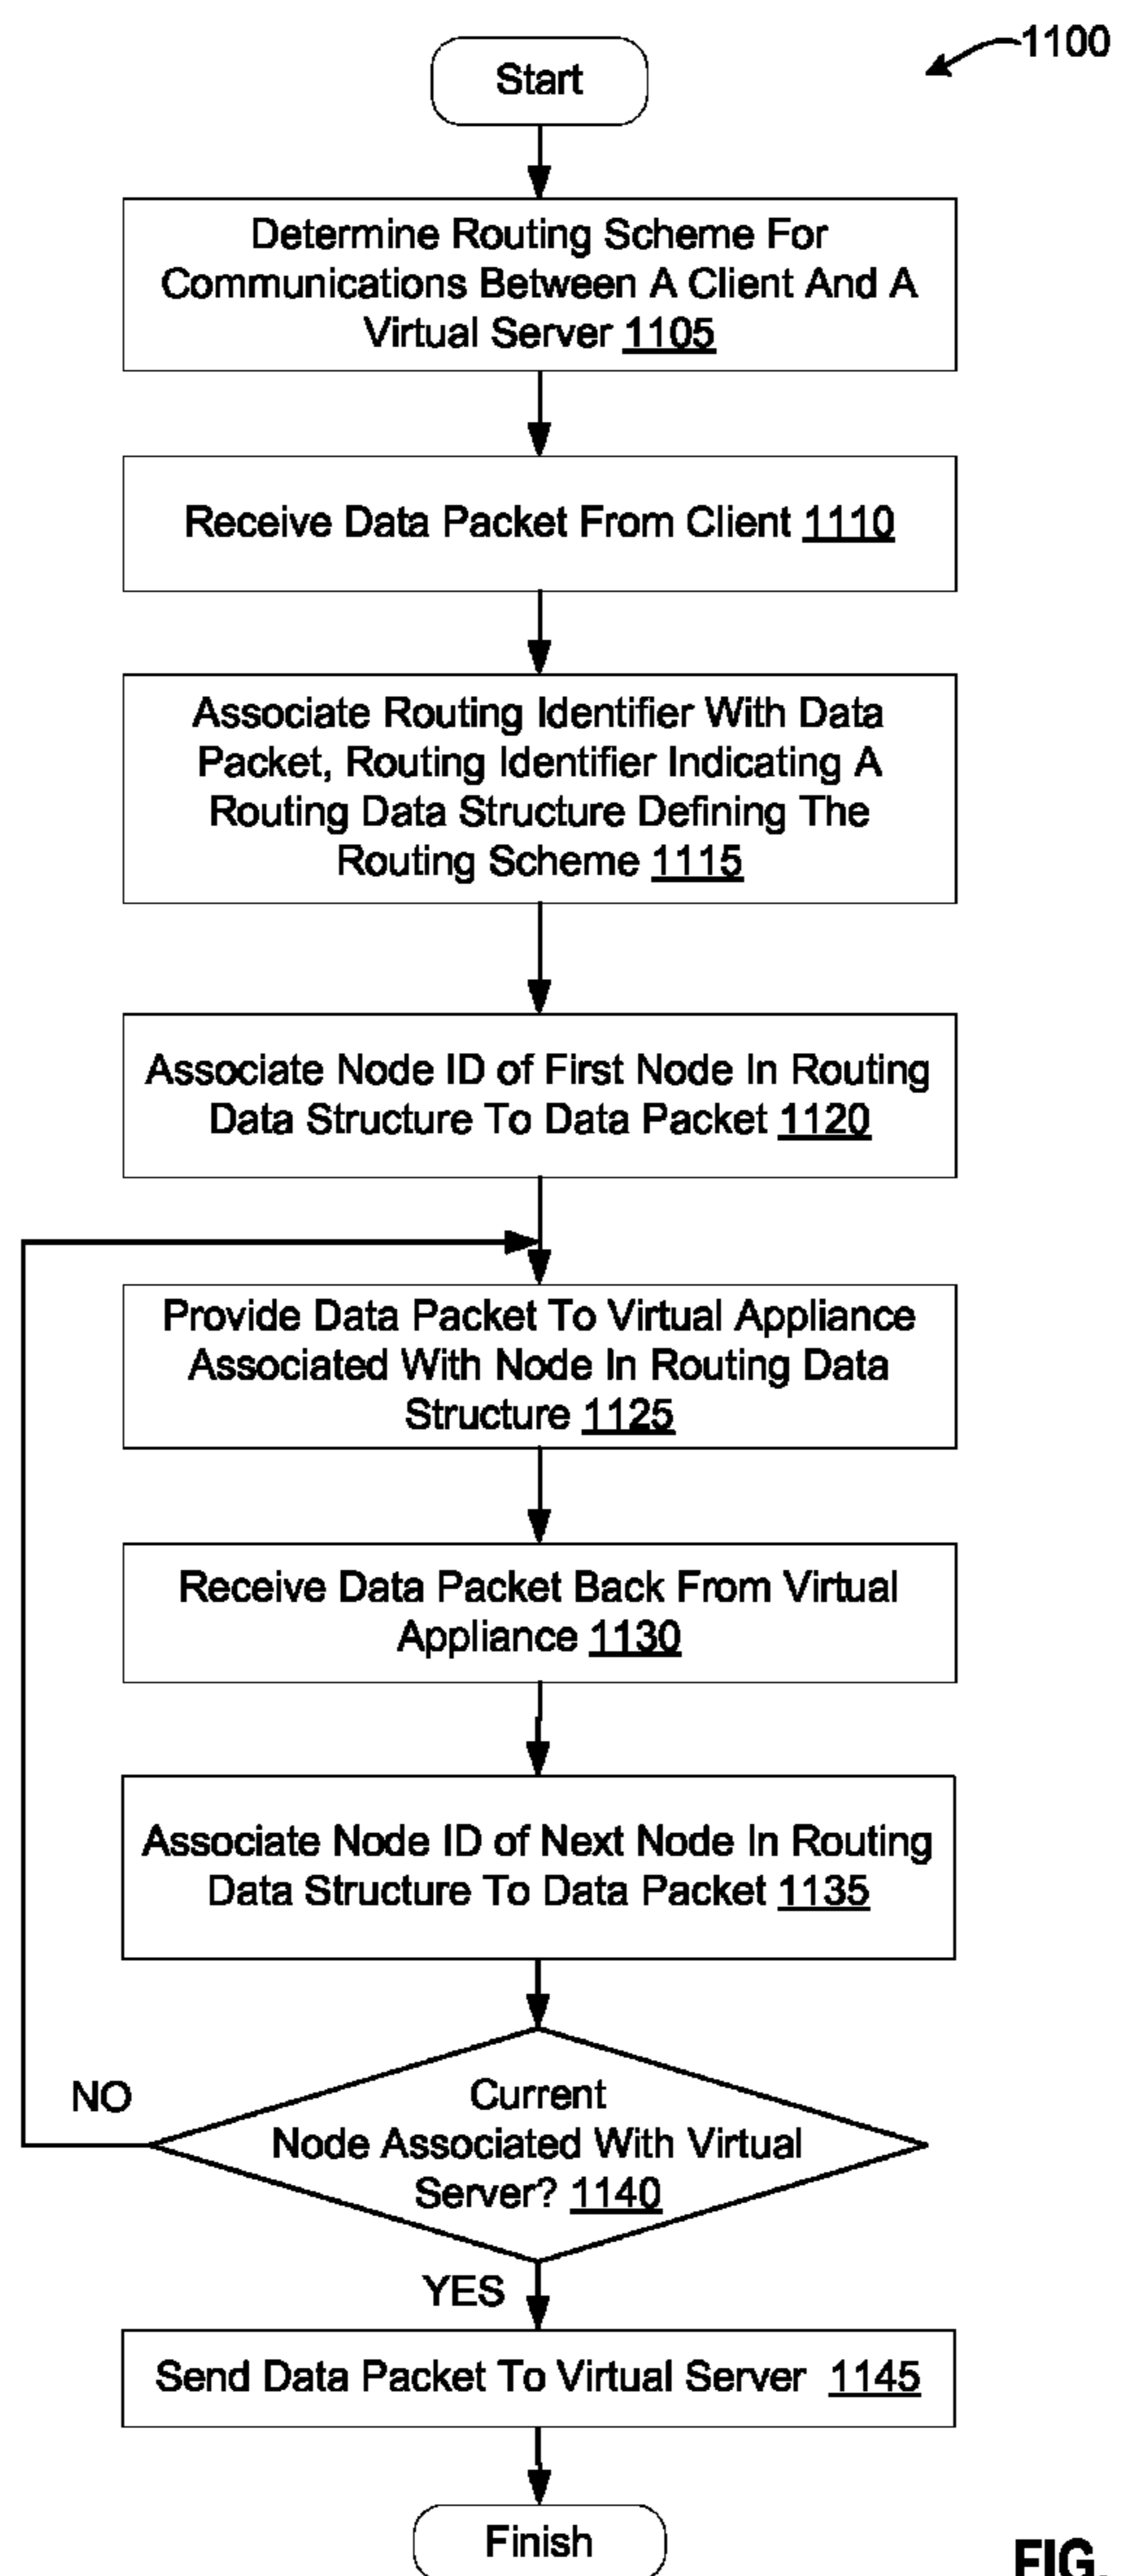 1100
Start
Determine Routing Scheme For
Communications Between A Client And A
Virtual Server 1105
Receive Data Packet From Client 1110
Associate Routing Identifier With Data
Packet, Routing Identifier Indicating A
Routing Data Structure Defining The
Routing Scheme 1115
Associate Node ID of First Node In Routing
Data Structure To Data Packet 1120
Provide Data Packet To Virtual Appliance
Associated With Node In Routing Data
Structure 1125
Receive Data Packet Back From Virtual
Appliance 1130
Associate Node ID of Next Node In Routing
Data Structure To Data Packet 1135
Current
Node Associated With Virtual
Server? 1140
NO
YES
Send Data Packet To Virtual Server 1145
Finish
FIG.